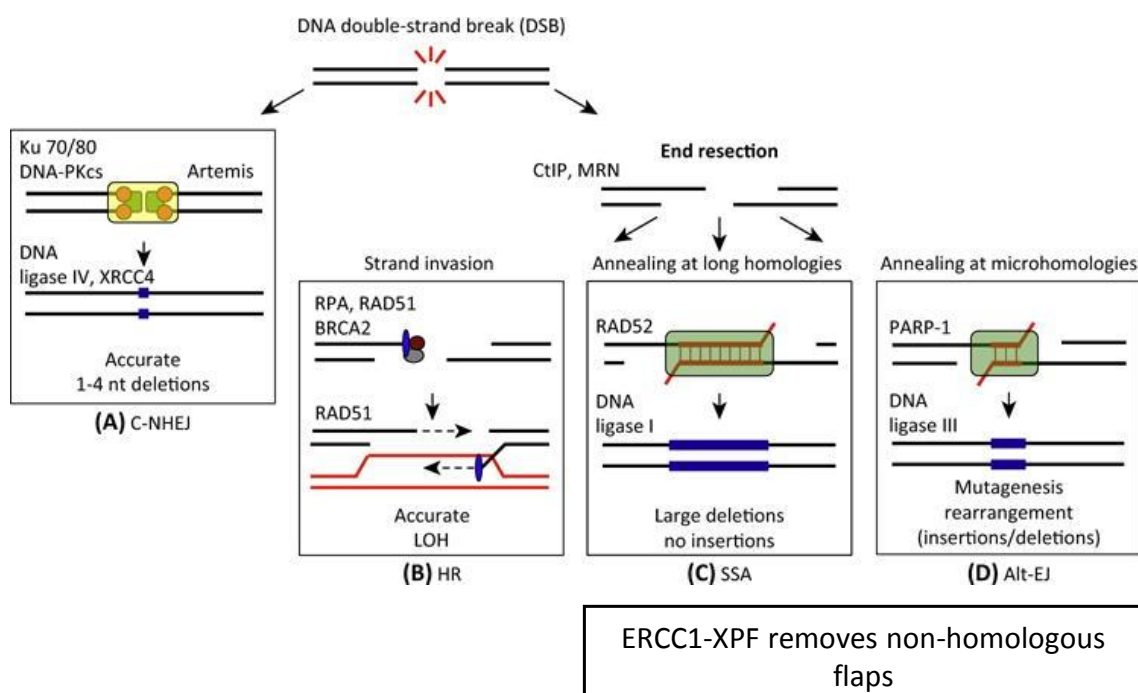 DNA double-strand break (DSB)
Ku 70/80
DNA-PKcs
Artemis
DNA
ligase IV, XRCC4
Accurate
1-4 nt deletions
(A) C-NHEJ
End resection
CtIP, MRN
Strand invasion
RPA, RAD51
BRCA2
RAD51
Accurate
LOH
(B) HR
Annealing at long homologies
RAD52
DNA
ligase I
Large deletions
no insertions
(C) SSA
Annealing at microhomologies
PARP-1
DNA
ligase III
Mutagenesis
rearrangement
(insertions/deletions)
(D) Alt-EJ
ERCC1-XPF removes non-homologous
flaps